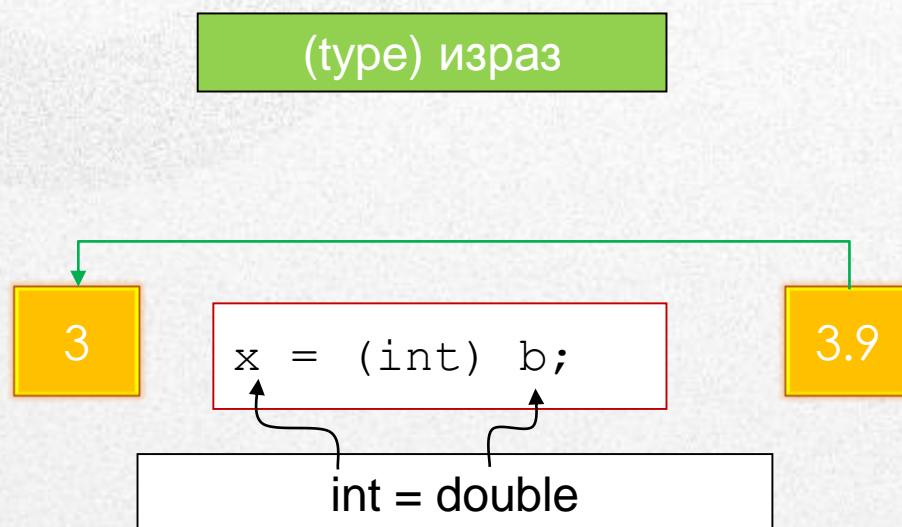 (type) израз
3
x = (int) b;
3.9
int = double